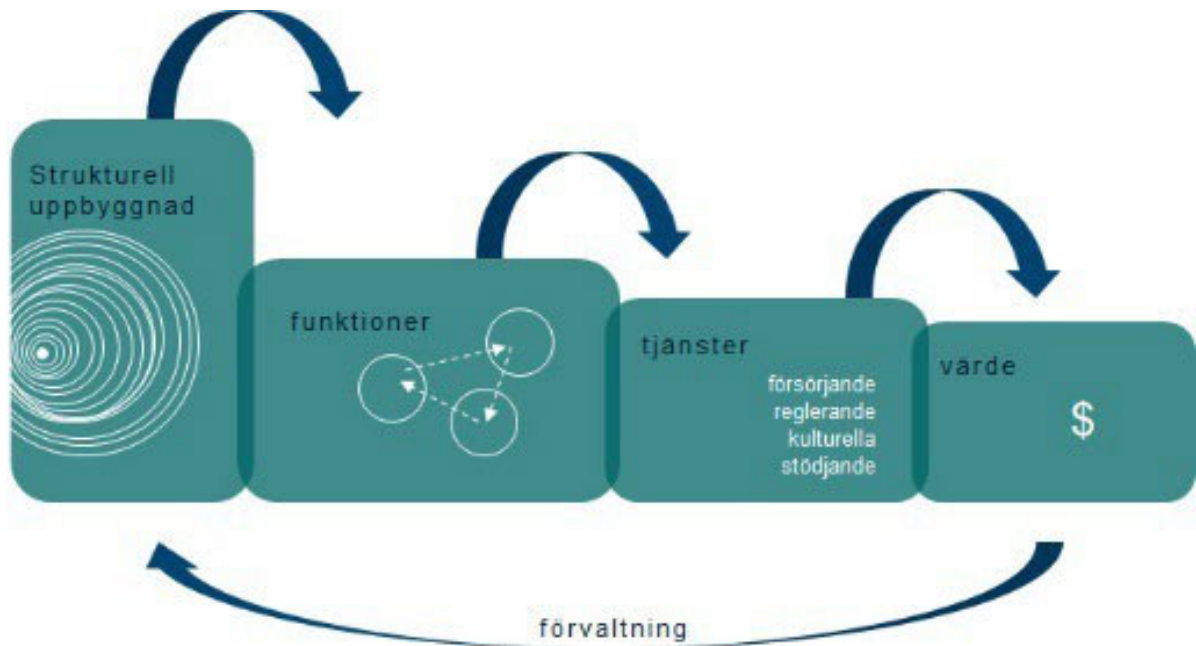 Strukturell
uppbyggnad
funktioner
tjänster
försörjande
reglerande
kulturella
stödjande
värde
$
förvaltning